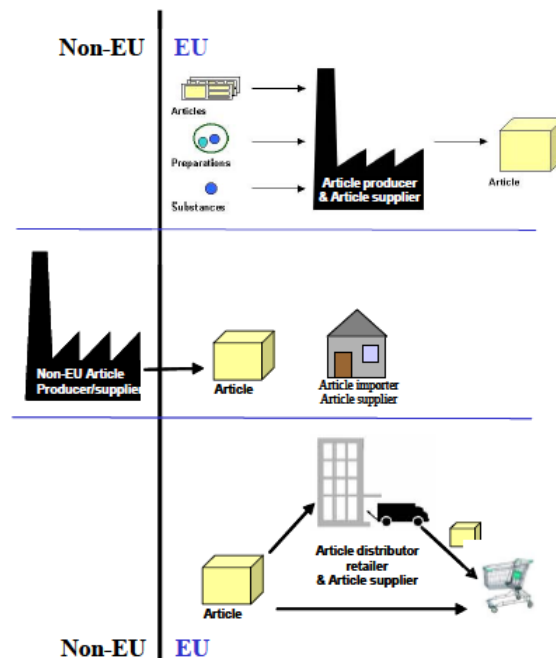 Non-EU EU
Articles
Preparations
Substances
Article producer
& Article supplier
Article
Non-EU Article
Producer/supplier
Article
Article importer
Article supplier
Article distributor
retailer
& Article supplier
Article
Non-EU EU